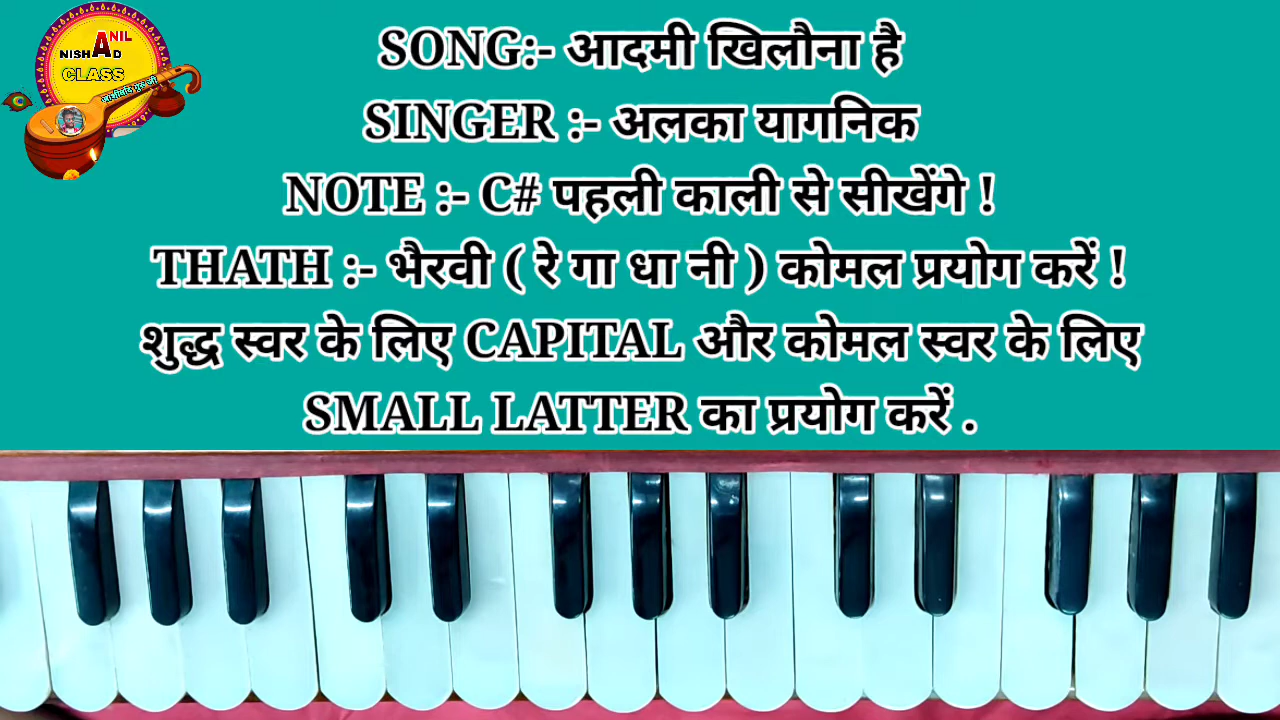 ANIL
NISHAD
CLASS
SONG:- आदमी खिलौना है
SINGER :- अलका यागनिक
NOTE :- C# पहली काली से सीखेंगे !
THATH :- भैरवी ( रे गा धा नी ) कोमल प्रयोग करें !
शुद्ध स्वर के लिए CAPITAL और कोमल स्वर के लिए
SMALL LATTER का प्रयोग करें .